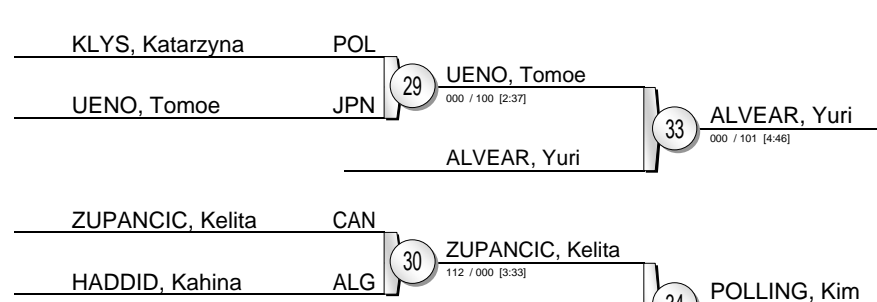 KLYS, Katarzyna POL
29
UENO, Tomoe
000 / 100 [2:37]
UENO, Tomoe JPN
33
ALVEAR, Yuri
000 / 101 [4:46]
ALVEAR, Yuri
ZUPANCIC, Kelita CAN
30
ZUPANCIC, Kelita
112 / 000 [3:33]
HADDID, Kahina ALG
34
POLLING, Kim